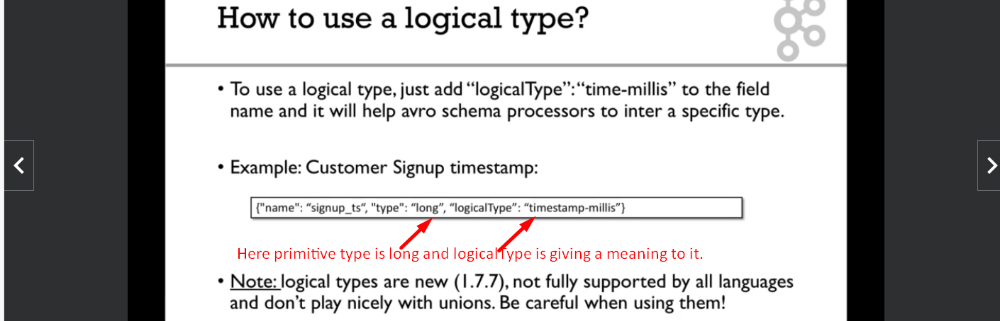 How to use a logical type?
• To use a logical type, just add “logicalType”:“time-millis” to the field
name and it will help avro schema processors to inter a specific type.
• Example: Customer Signup timestamp:
{"name": “signup_ts“, "type": “long”, “logicalType”: “timestamp-millis”}
Here primitive type is long and logicalType is giving a meaning to it.
• Note: logical types are new (1.7.7), not fully supported by all languages
and don’t play nicely with unions. Be careful when using them!